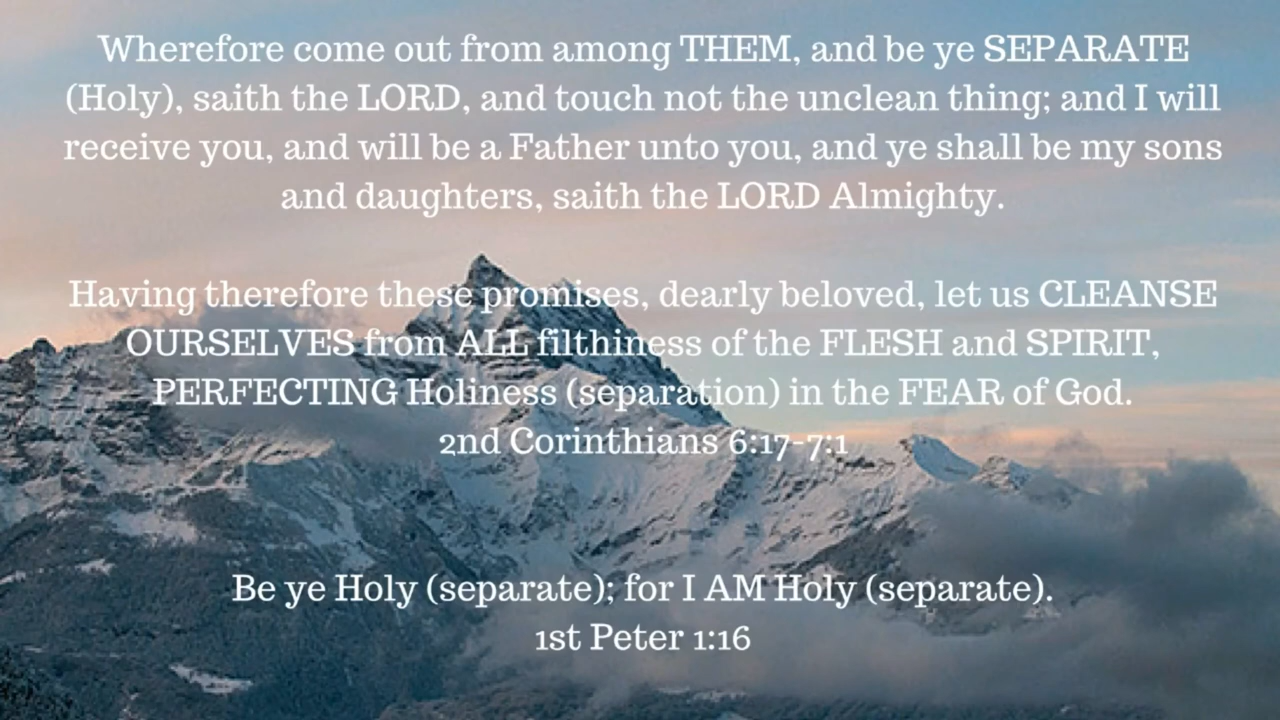 Wherefore come out from among THEM, and be ye SEPARATE
(Holy), saith the LORD, and touch not the unclean thing; and I will
receive you, and will be a Father unto you, and ye shall be my sons
and daughters, saith the LORD Almighty.
Having therefore these promises, dearly beloved, let us CLEANSE
OURSELVES from ALL filthiness of the FLESH and SPIRIT,
PERFECTING Holiness (separation) in the FEAR of God.
2nd Corinthians 6:17-7:1
Be ye Holy (separate); for I AM Holy (separate).
1st Peter 1:16